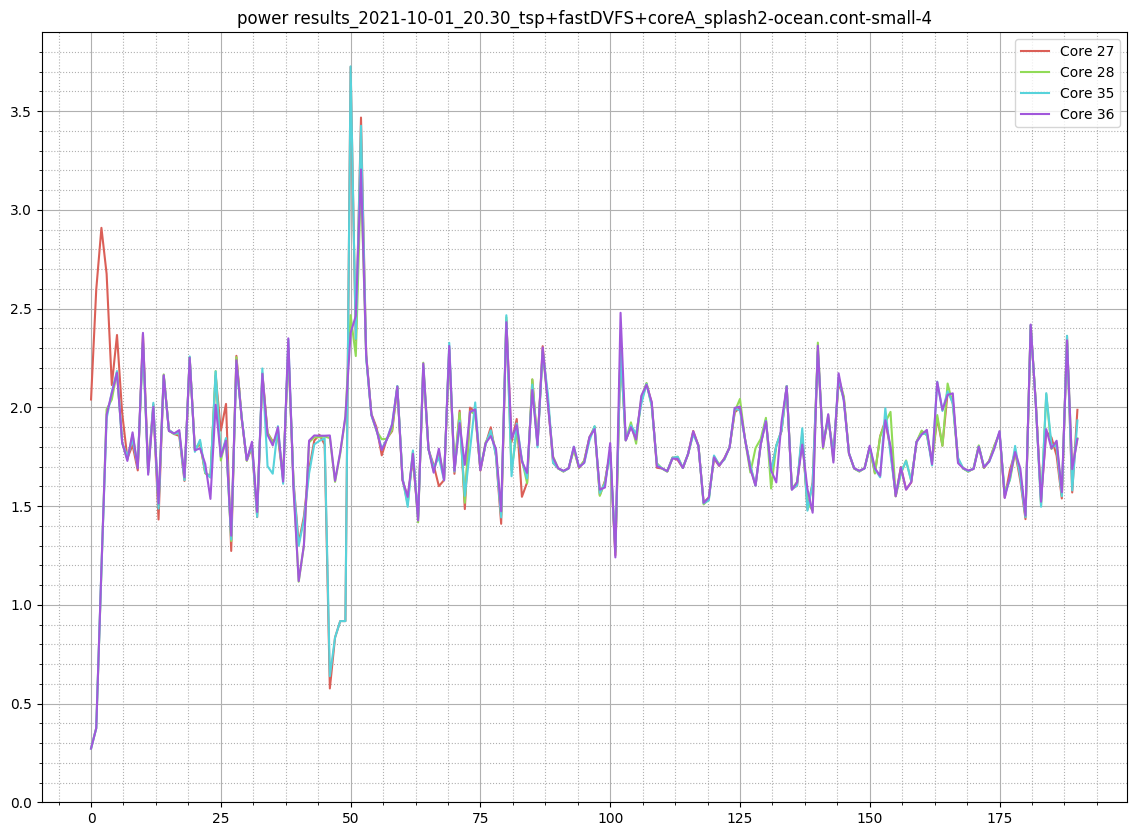 power results_2021-10-01_20.30_tsp+fastDVFS+coreA_splash2-ocean.cont-small-4
Core 27
Core 28
Core 35
Core 36
3.5
3.0
2.5
2.0
1.5
1.0
0.5
0.0
0 25 50 75 100 125 150 175